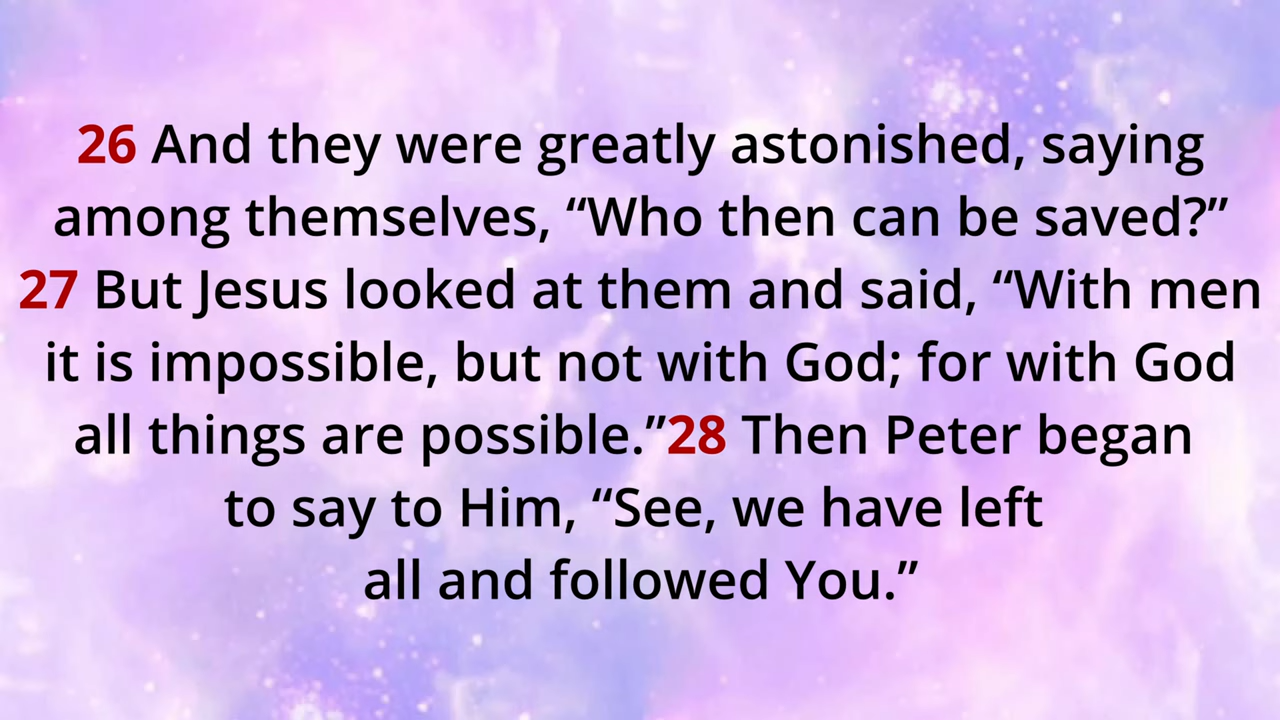 26 And they were greatly astonished, saying
among themselves, “Who then can be saved?”
27 But Jesus looked at them and said, “With men
it is impossible, but not with God; for with God
all things are possible.”28 Then Peter began
to say to Him, “See, we have left
all and followed You.”